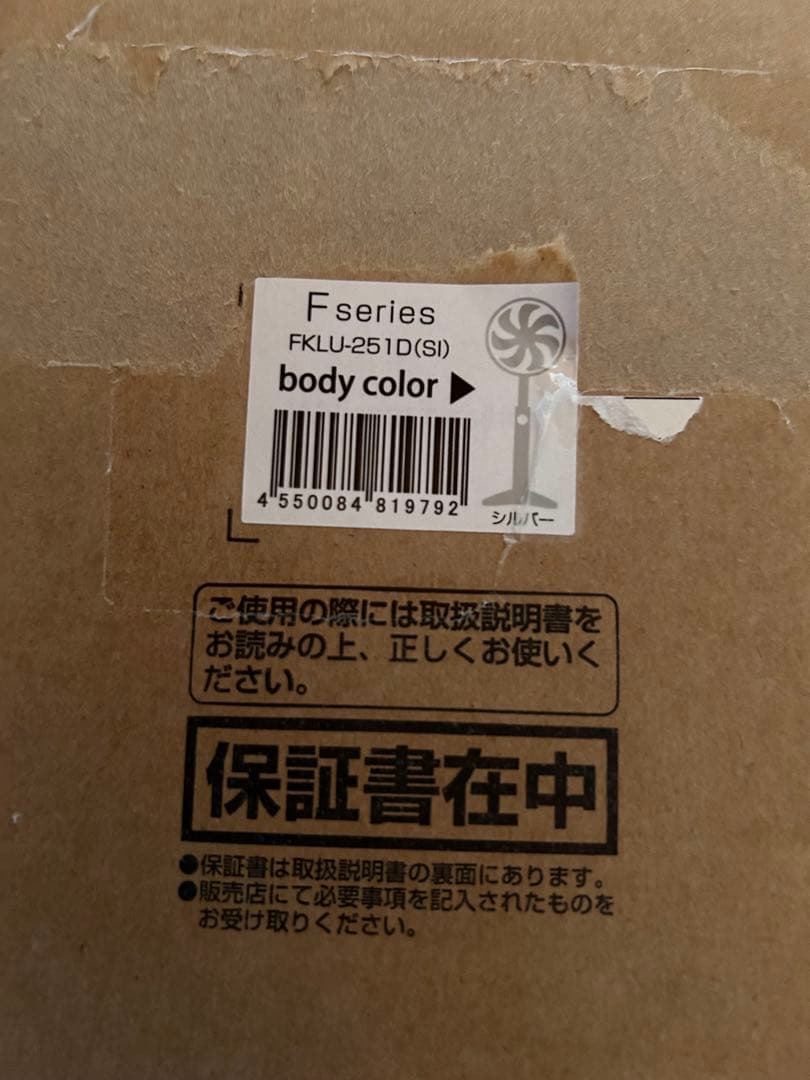 F series
FKLU-251D(SI)
body color ▶
4 550084 819792
シルバー
ご使用の際には取扱説明書を
お読みの上、正しくお使いく
ださい。
保証書在中
●保証書は取扱説明書の裏面にあります。
●販売店にて必要事項を記入されたものを
お受け取りください。